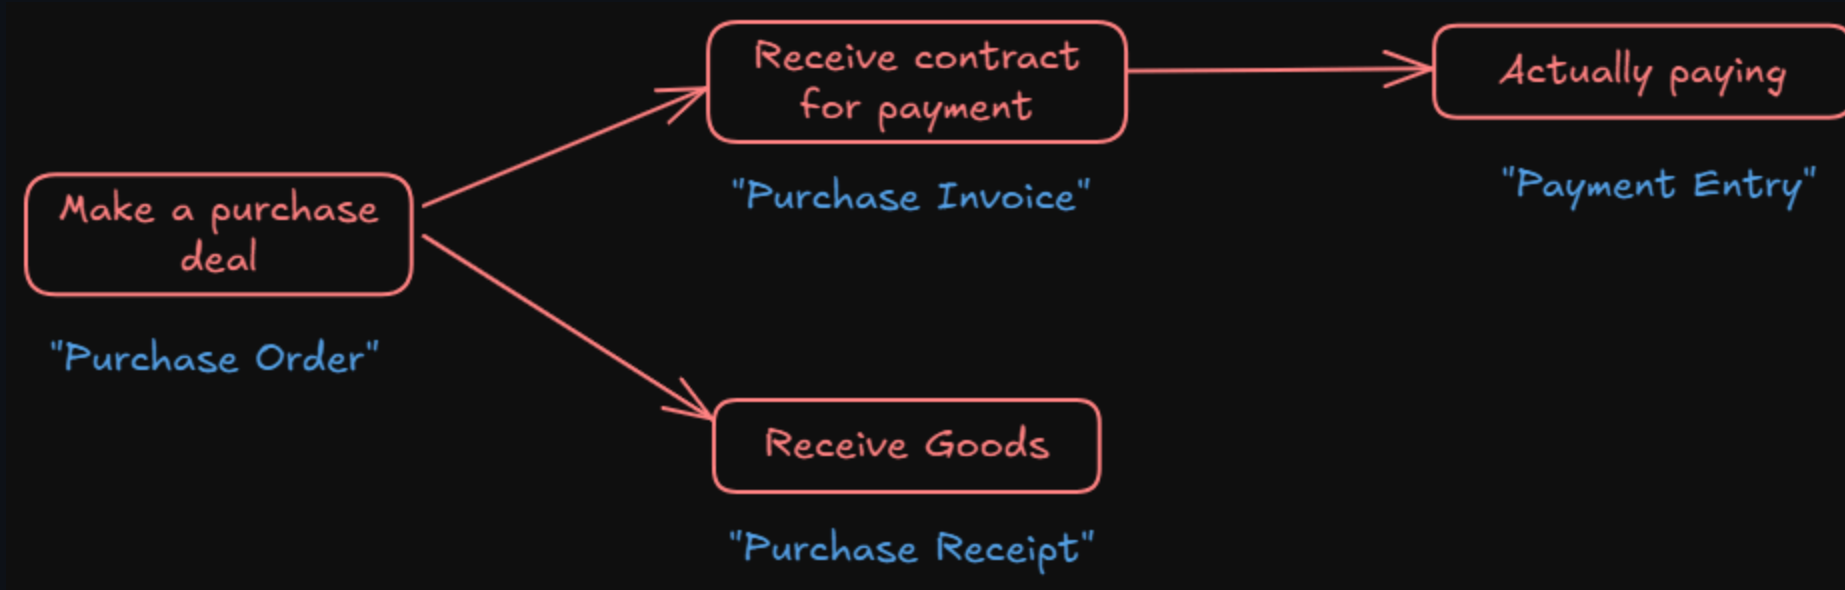 Receive contract
for payment
Actually paying
"Purchase Invoice"
"Payment Entry"
Make a purchase
deal
"Purchase Order"
Receive Goods
"Purchase Receipt"